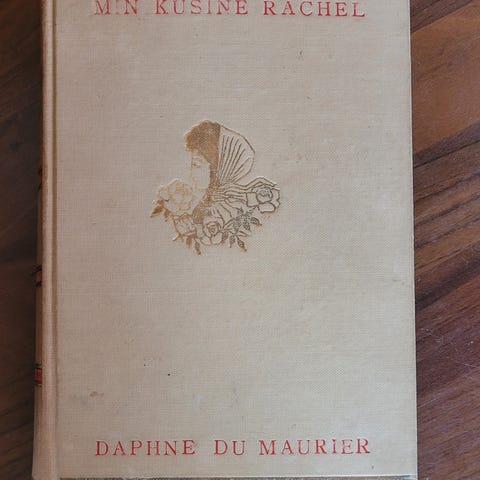 MIN KUSINE RACHEL
DAPHNE DU MAURIER